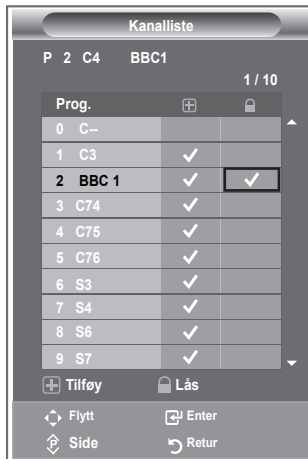 Kanalliste
P 2 C4 BBC1
1 / 10
Prog.
0 C--
1 C3
2 BBC 1
3 C74
4 C75
5 C76
6 S3
7 S4
8 S6
9 S7
Tilføy Lås
Flytt Enter
P Side Retur